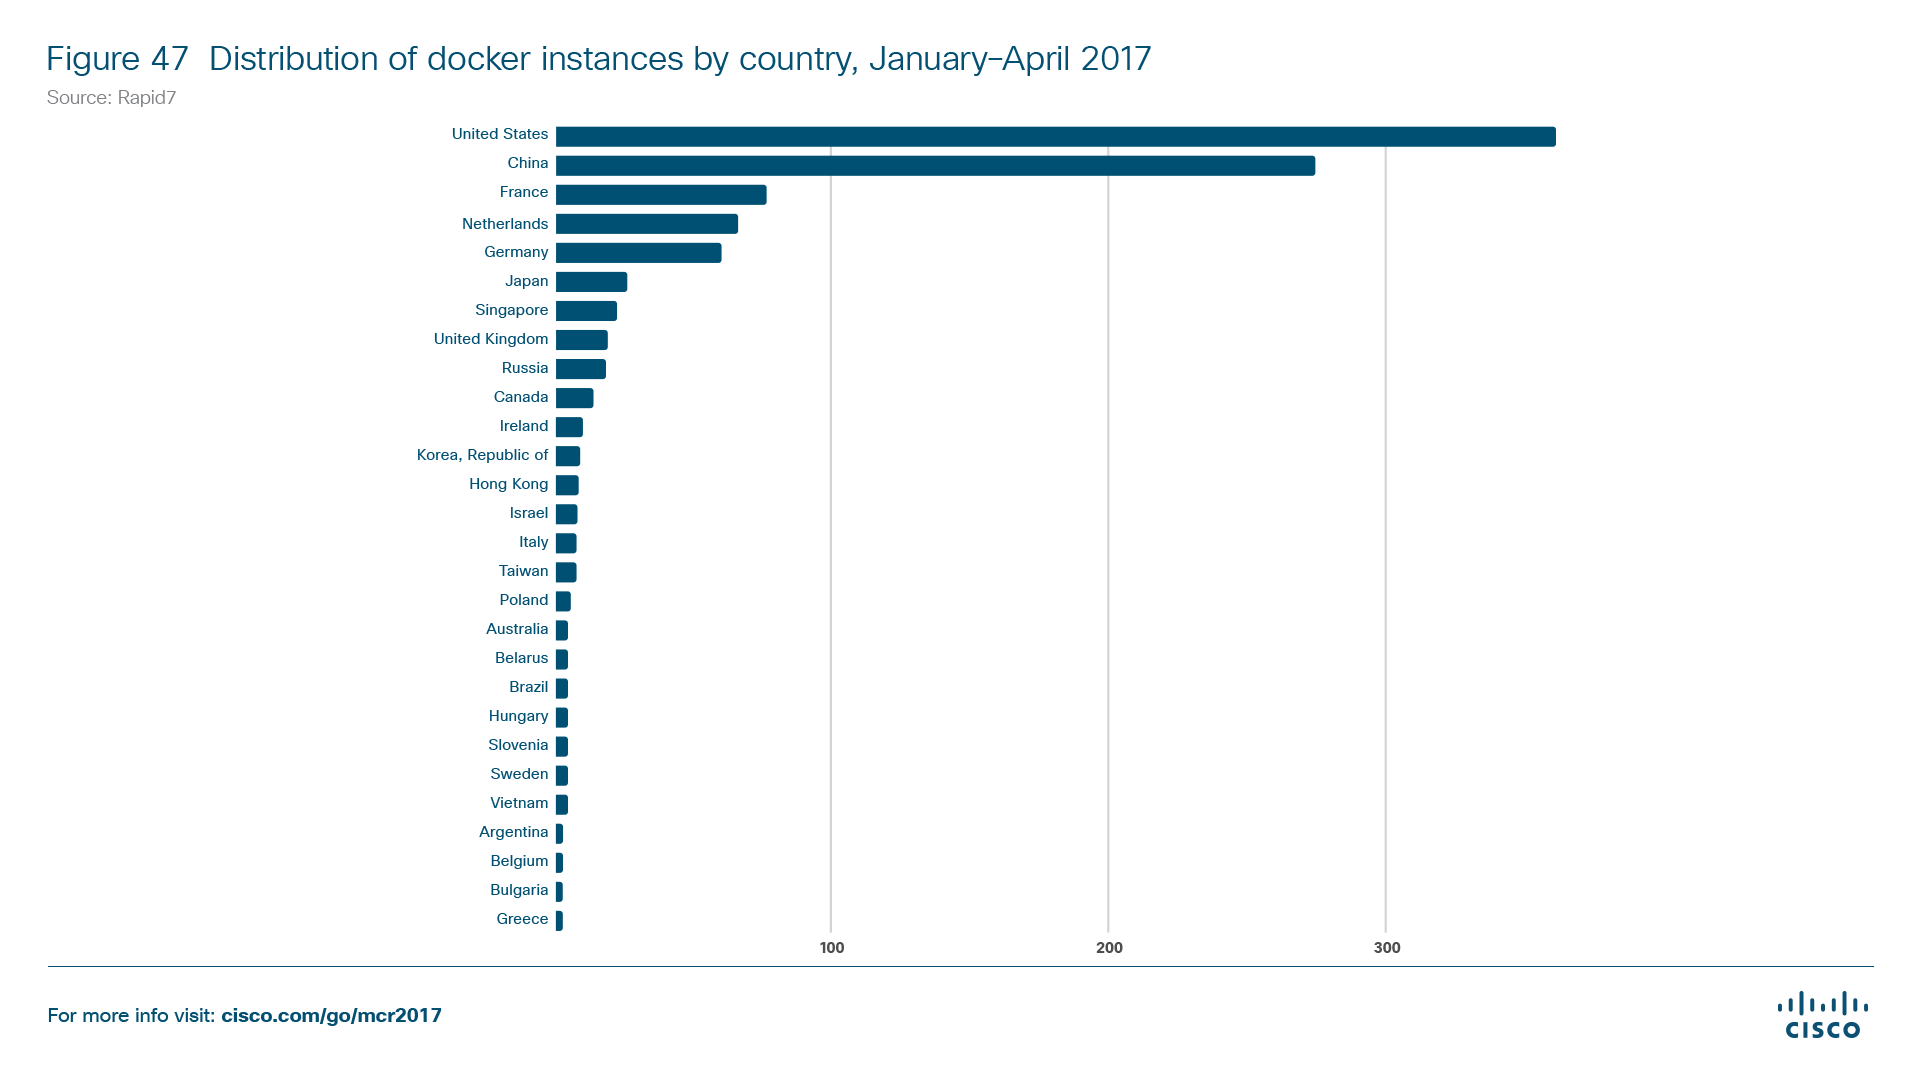 Figure 47  Distribution of docker instances by country, January–April 2017
Source: Rapid7
United States
China
France
Netherlands
Germany
Japan
Singapore
United Kingdom
Russia
Canada
Ireland
Korea, Republic of
Hong Kong
Israel
Italy
Taiwan
Poland
Australia
Belarus
Brazil
Hungary
Slovenia
Sweden
Vietnam
Argentina
Belgium
Bulgaria
Greece
100 200 300
For more info visit: cisco.com/go/mcr2017
CISCO